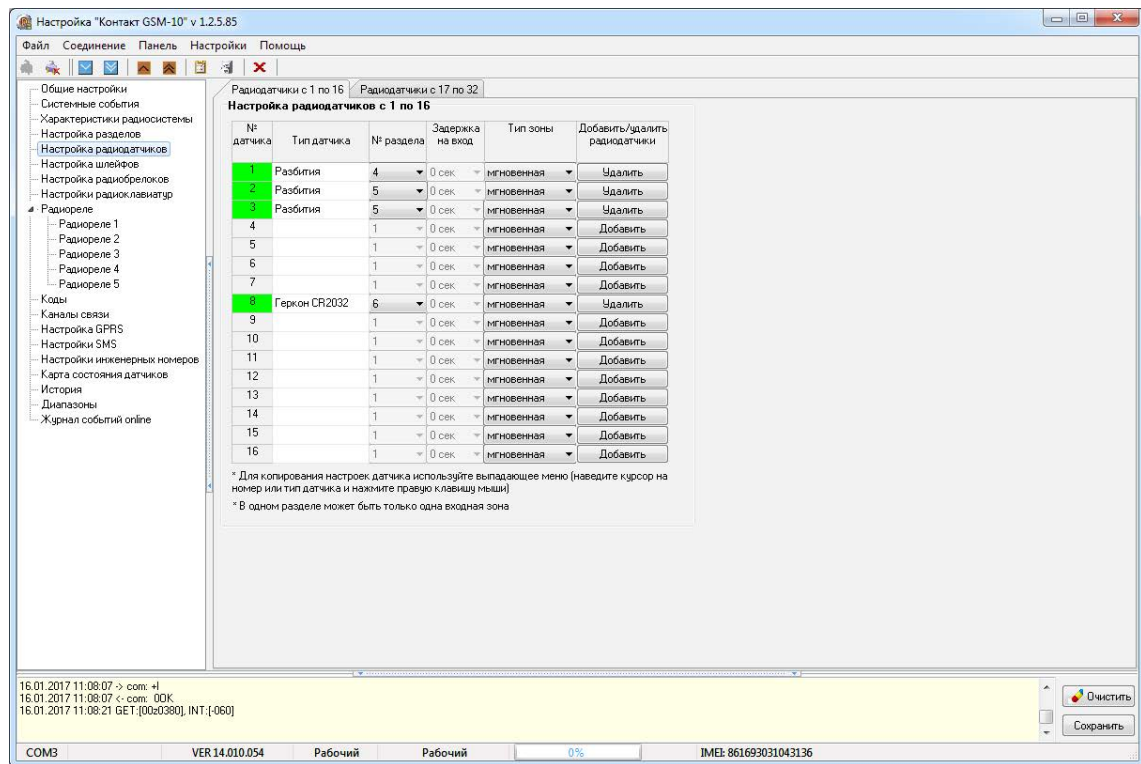 Настройка "Контакт GSM-10" v 1.2.5.85
Файл Соединение Панель Настройки Помощь
Общие настройки
Системные события
Характеристики радиосистемы
Настройка разделов
Настройка радиодатчиков
Настройка шлейфов
Настройки радиобрелоков
Настройки радиоклавиатур
Радиореле
Радиореле 1
Радиореле 2
Радиореле 3
Радиореле 4
Радиореле 5
Коды
Каналы связи
Настройка GPRS
Настройки SMS
Настройки инженерных номеров
Карта состояния датчиков
История
Диапазоны
Журнал событий online
Радиодатчики с 1 по 16 Радиодатчики с 17 по 32
Настройка радиодатчиков с 1 по 16
№ датчика Тип датчика № раздела Задержка на вход Тип зоны Добавить/удалить радиодатчики
1 Разбития 4 0 сек мгновенная Удалить
2 Разбития 5 0 сек мгновенная Удалить
3 Разбития 5 0 сек мгновенная Удалить
4 1 0 сек мгновенная Добавить
5 1 0 сек мгновенная Добавить
6 1 0 сек мгновенная Добавить
7 1 0 сек мгновенная Добавить
8 Геркон CR2032 6 0 сек мгновенная Удалить
9 1 0 сек мгновенная Добавить
10 1 0 сек мгновенная Добавить
11 1 0 сек мгновенная Добавить
12 1 0 сек мгновенная Добавить
13 1 0 сек мгновенная Добавить
14 1 0 сек мгновенная Добавить
15 1 0 сек мгновенная Добавить
16 1 0 сек мгновенная Добавить
* Для копирования настроек датчика используйте выпадающее меню (наведите курсор на
номер или тип датчика и нажмите правую клавишу мыши)
* В одном разделе может быть только одна входная зона
16.01.2017 11:08:07 -> com: +I
16.01.2017 11:08:07 <- com: 0OK
16.01.2017 11:08:21 GET:[00z0380], INT:[-060]
Очистить
Сохранить
COM3 VER 14.010.054 Рабочий Рабочий 0% IMEI: 861693031043136